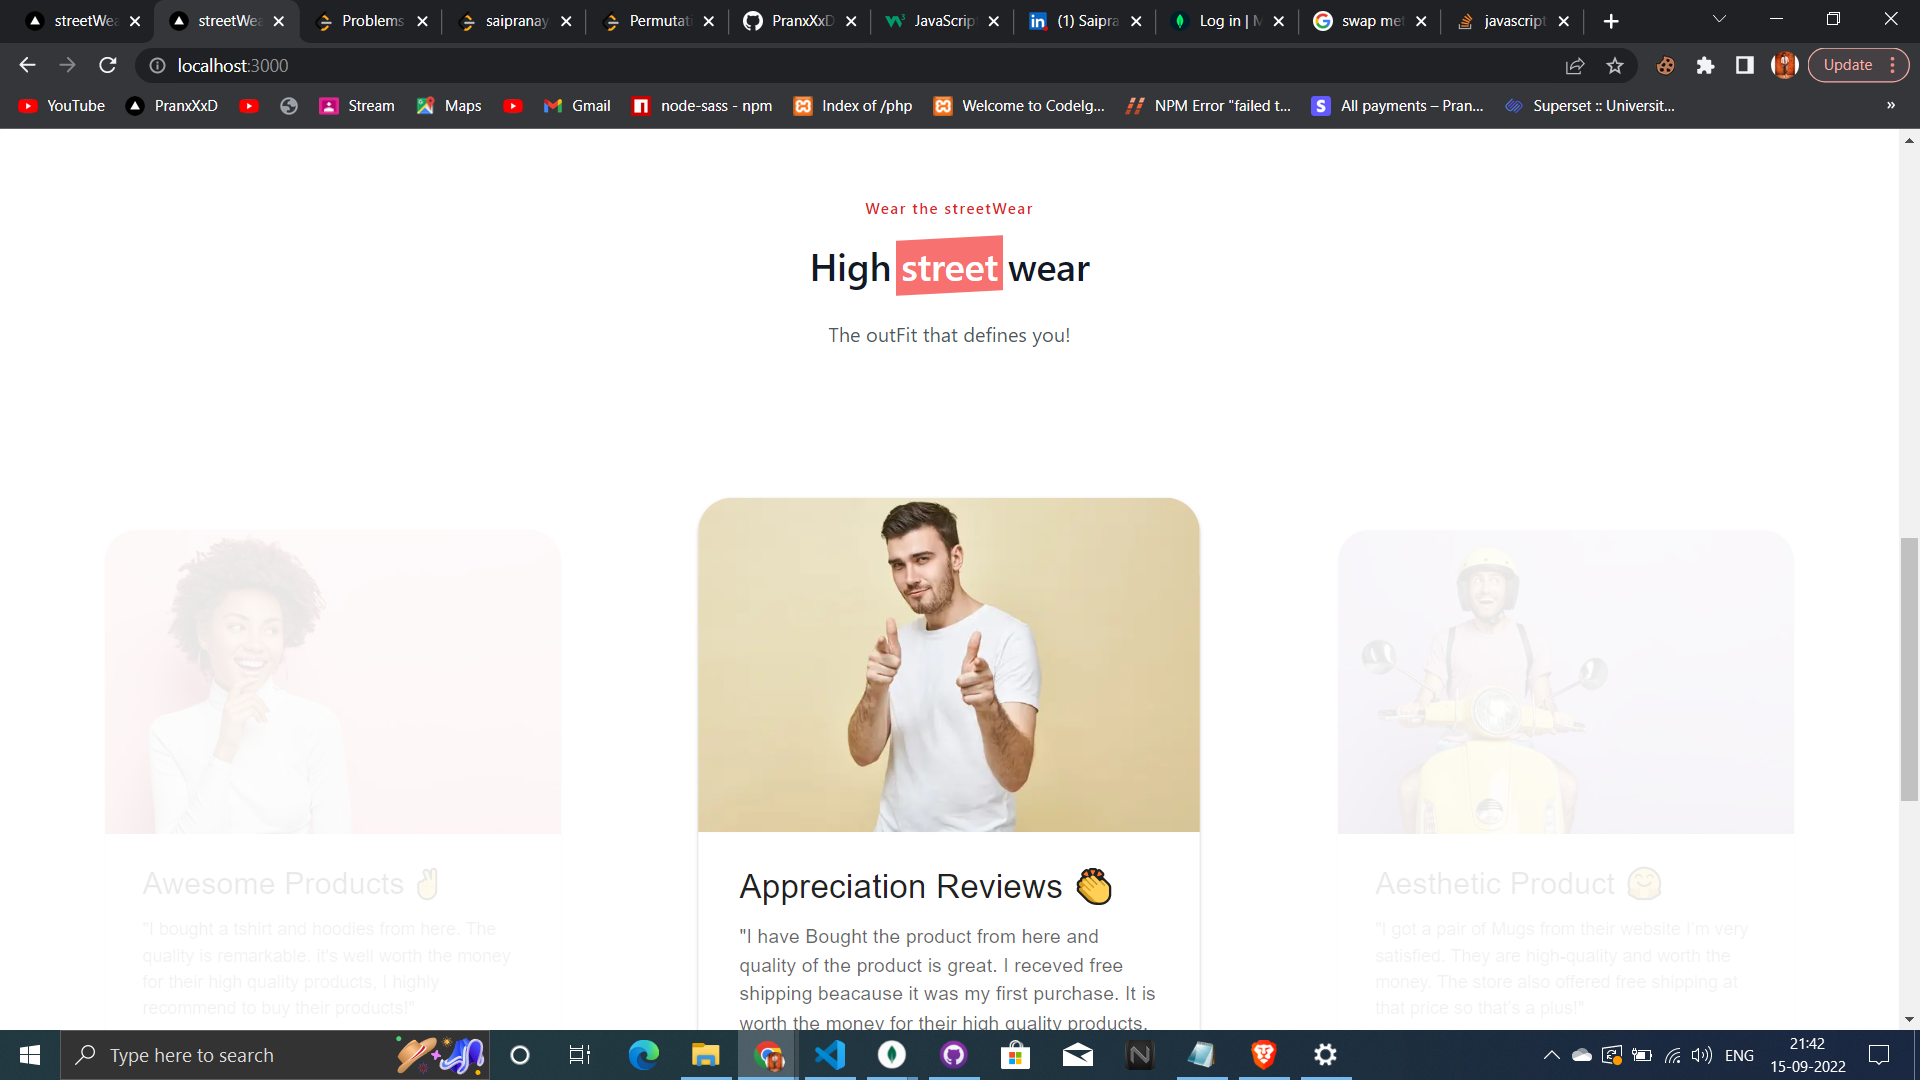 streetWea
streetWea
Problems
saipranay
Permutati
PranxXxD
JavaScript
(1) Saipra
Log in | M
swap met
javascript
localhost:3000
Update
YouTube
PranxXxD
Stream
Maps
Gmail
node-sass - npm
Index of /php
Welcome to CodeIg...
NPM Error "failed t...
All payments – Pran...
Superset :: Universit...
»
Wear the streetWear
High street wear
The outFit that defines you!
Awesome Products ✌
"I bought a tshirt and hoodies from here. The
quality is remarkable. it's well worth the money
for their high quality products, I highly
recommend to buy their products!"
Appreciation Reviews 👏
"I have Bought the product from here and
quality of the product is great. I receved free
shipping beacause it was my first purchase. It is
worth the money for their high quality products.
Aesthetic Product 🤗
"I got a pair of Mugs from their website I'm very
satisfied. They are high-quality and worth the
money. The store also offered free shipping at
that price so that's a plus!"
Type here to search
ENG
21:42
15-09-2022